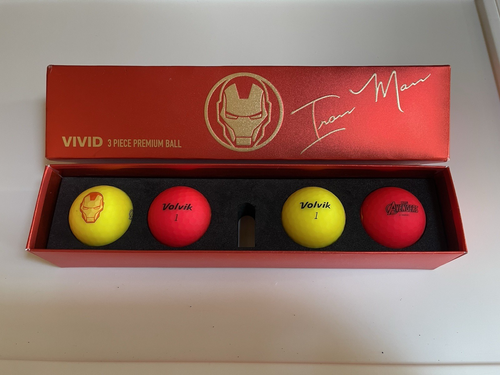 Iron Man
VIVID 3 PIECE PREMIUM BALL
Volvik
1
Volvik
1